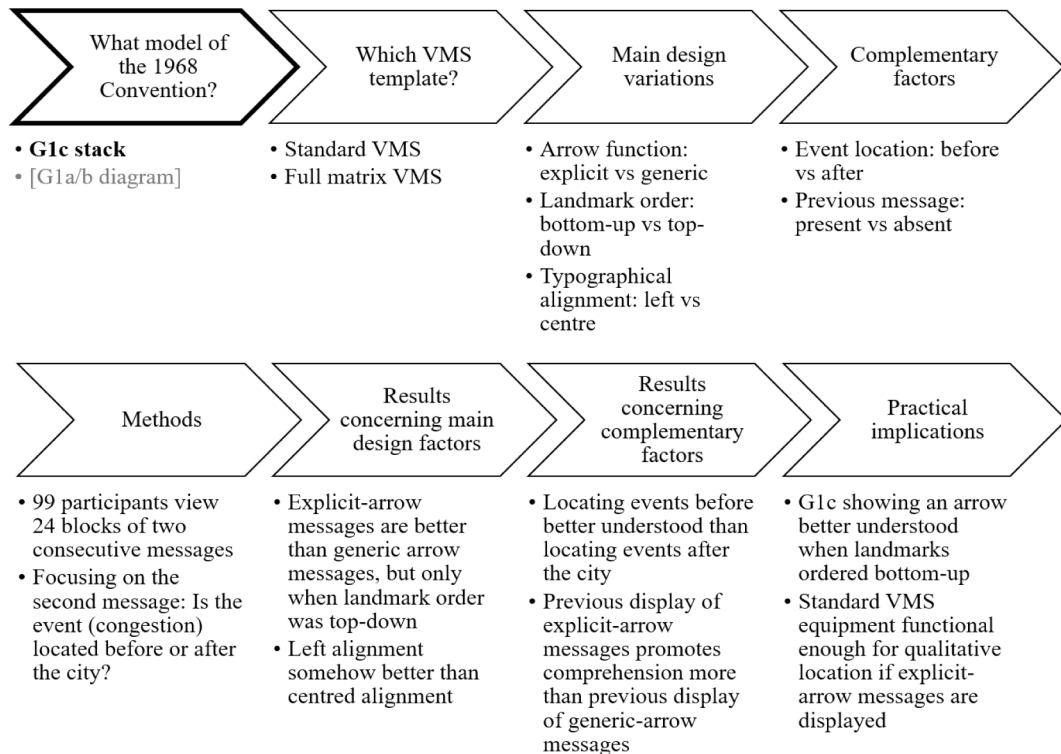 What model of
the 1968
Convention?
• G1c stack
• [G1a/b diagram]
Which VMS
template?
• Standard VMS
• Full matrix VMS
Main design
variations
• Arrow function:
explicit vs generic
• Landmark order:
bottom-up vs top-
down
• Typographical
alignment: left vs
centre
Complementary
factors
• Event location: before
vs after
• Previous message:
present vs absent
Methods
• 99 participants view
24 blocks of two
consecutive messages
• Focusing on the
second message: Is the
event (congestion)
located before or after
the city?
Results
concerning main
design factors
• Explicit-arrow
messages are better
than generic arrow
messages, but only
when landmark order
was top-down
• Left alignment
somehow better than
centred alignment
Results
concerning
complementary
factors
• Locating events before
better understood than
locating events after
the city
• Previous display of
explicit-arrow
messages promotes
comprehension more
than previous display
of generic-arrow
messages
Practical
implications
• G1c showing an arrow
better understood
when landmarks
ordered bottom-up
• Standard VMS
equipment functional
enough for qualitative
location if explicit-
arrow messages are
displayed